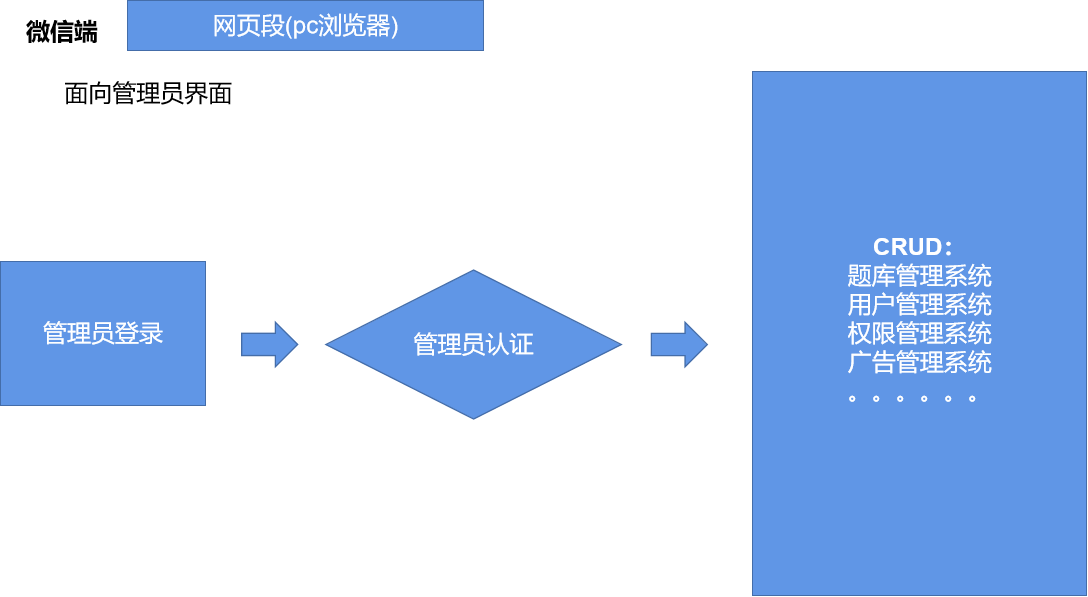 微信端
网页段(pc浏览器)
面向管理员界面
管理员登录
管理员认证
CRUD：
题库管理系统
用户管理系统
权限管理系统
广告管理系统
。。。。。。